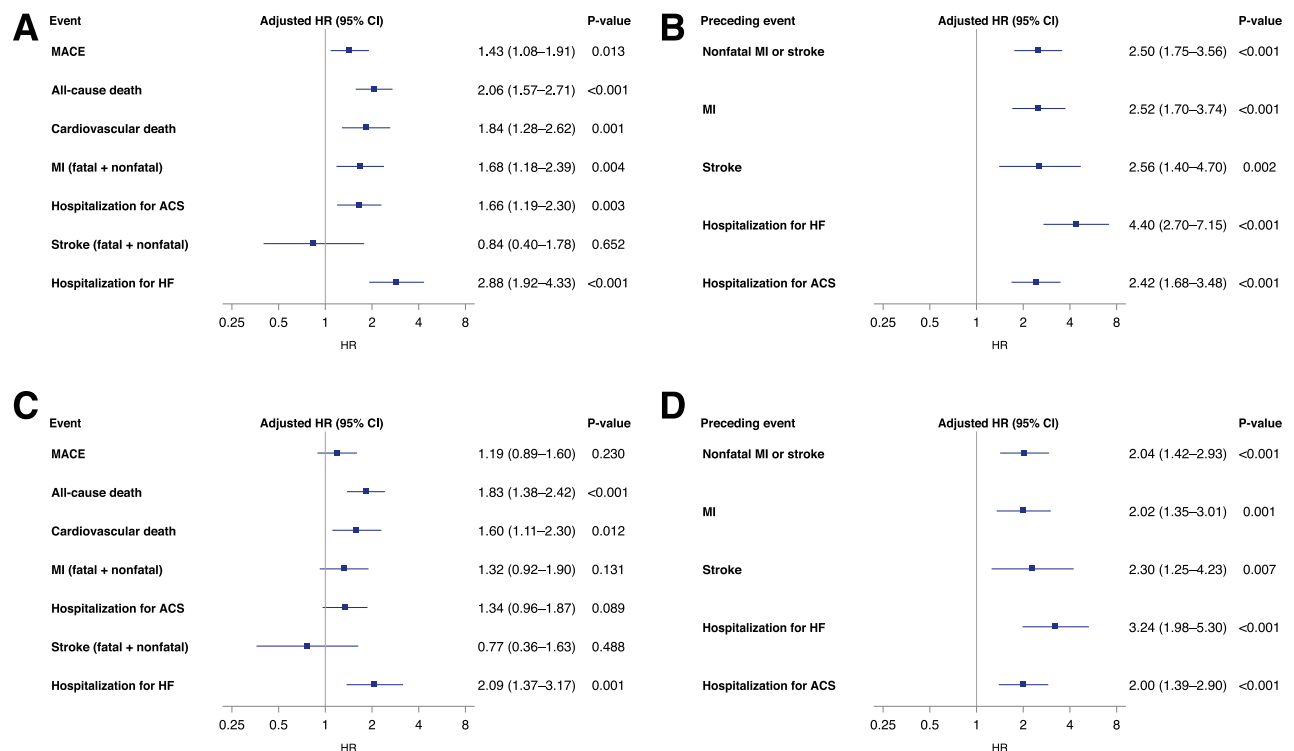 A
Event Adjusted HR (95% CI) P-value
MACE 1.43 (1.08–1.91) 0.013
All-cause death 2.06 (1.57–2.71) <0.001
Cardiovascular death 1.84 (1.28–2.62) 0.001
MI (fatal + nonfatal) 1.68 (1.18–2.39) 0.004
Hospitalization for ACS 1.66 (1.19–2.30) 0.003
Stroke (fatal + nonfatal) 0.84 (0.40–1.78) 0.652
Hospitalization for HF 2.88 (1.92–4.33) <0.001
0.25 0.5 1 2 4 8
HR
B
Preceding event Adjusted HR (95% CI) P-value
Nonfatal MI or stroke 2.50 (1.75–3.56) <0.001
MI 2.52 (1.70–3.74) <0.001
Stroke 2.56 (1.40–4.70) 0.002
Hospitalization for HF 4.40 (2.70–7.15) <0.001
Hospitalization for ACS 2.42 (1.68–3.48) <0.001
0.25 0.5 1 2 4 8
HR
C
Event Adjusted HR (95% CI) P-value
MACE 1.19 (0.89–1.60) 0.230
All-cause death 1.83 (1.38–2.42) <0.001
Cardiovascular death 1.60 (1.11–2.30) 0.012
MI (fatal + nonfatal) 1.32 (0.92–1.90) 0.131
Hospitalization for ACS 1.34 (0.96–1.87) 0.089
Stroke (fatal + nonfatal) 0.77 (0.36–1.63) 0.488
Hospitalization for HF 2.09 (1.37–3.17) 0.001
0.25 0.5 1 2 4 8
HR
D
Preceding event Adjusted HR (95% CI) P-value
Nonfatal MI or stroke 2.04 (1.42–2.93) <0.001
MI 2.02 (1.35–3.01) 0.001
Stroke 2.30 (1.25–4.23) 0.007
Hospitalization for HF 3.24 (1.98–5.30) <0.001
Hospitalization for ACS 2.00 (1.39–2.90) <0.001
0.25 0.5 1 2 4 8
HR